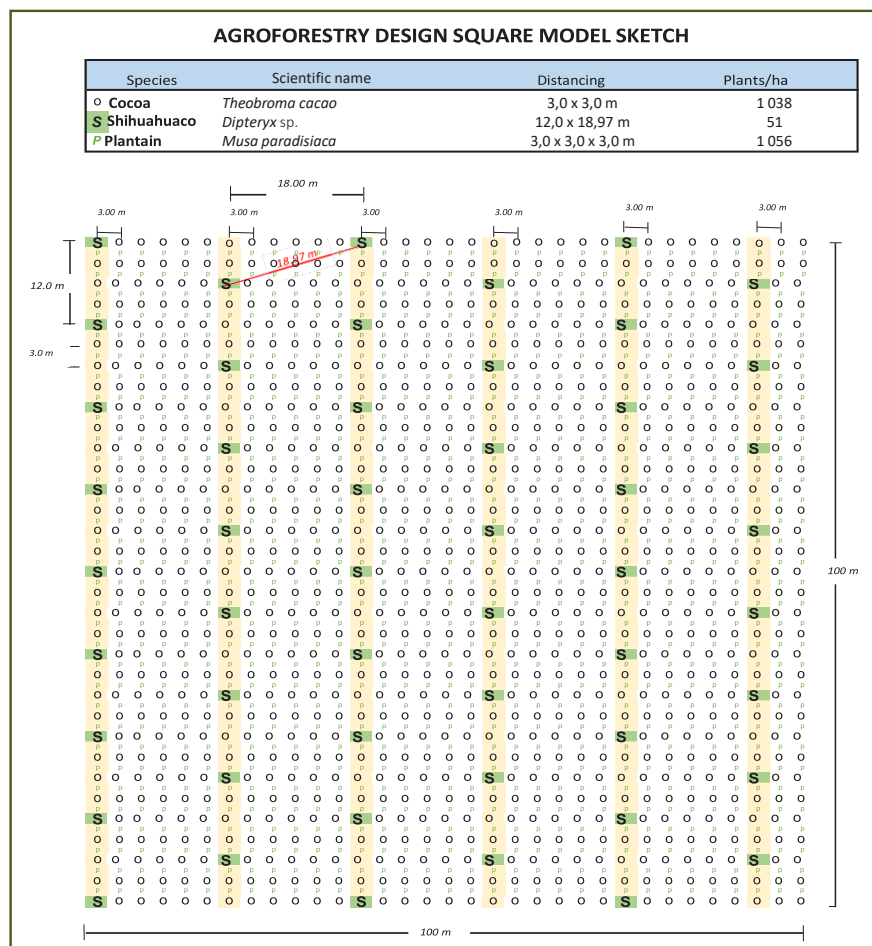 AGROFORESTRY DESIGN SQUARE MODEL SKETCH
Species Scientific name Distancing Plants/ha
O Cocoa Theobroma cacao 3,0 x 3,0 m 1 038
S Shihuahuaco Dipteryx sp. 12,0 x 18,97 m 51
P Plantain Musa paradisiaca 3,0 x 3,0 x 3,0 m 1 056
18.00 m
3.00 m 3.00 m 3.00 3.00 m 3.00 m 3.00 m
18.97 m
12.0 m
3.0 m
100 m
100 m